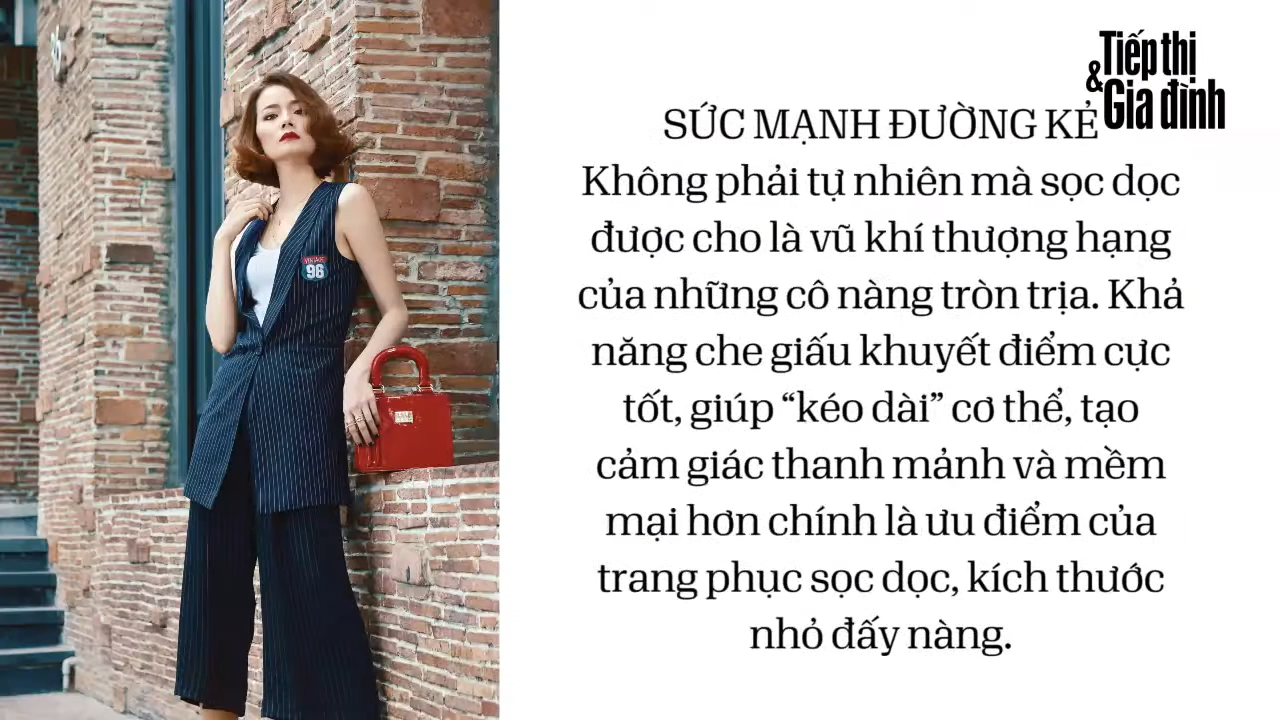 Tiếp thị
& Gia đình
SỨC MẠNH ĐƯỜNG KẺ
Không phải tự nhiên mà sọc dọc
được cho là vũ khí thượng hạng
của những cô nàng tròn trịa. Khả
năng che giấu khuyết điểm cực
tốt, giúp “kéo dài” cơ thể, tạo
cảm giác thanh mảnh và mềm
mại hơn chính là ưu điểm của
trang phục sọc dọc, kích thước
nhỏ đấy nàng.
VINTAGE
96